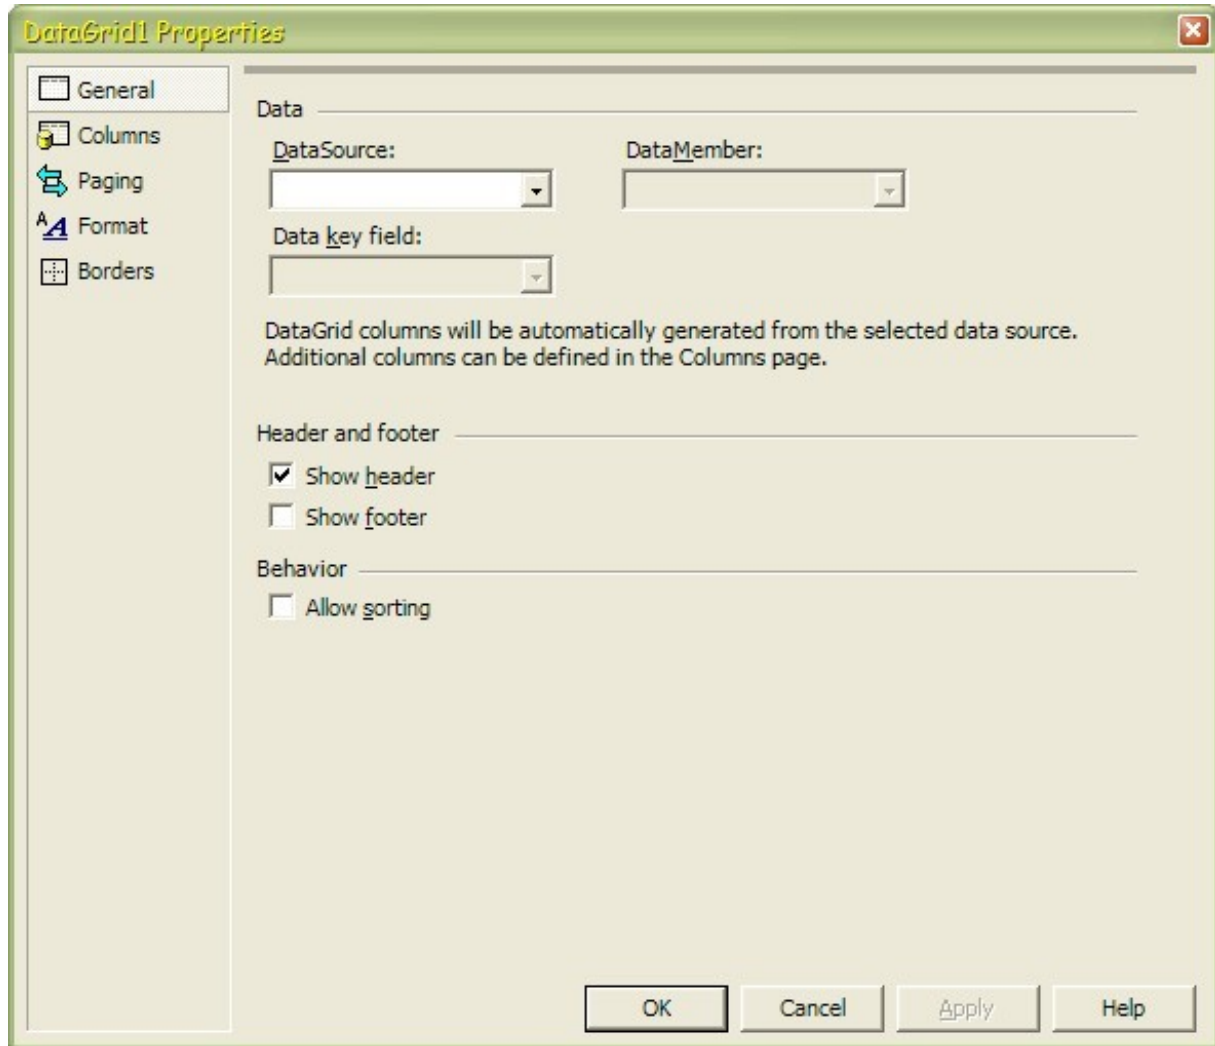 DataGrid1 Properties
General
Columns
Paging
Format
Borders
Data
DataSource:
DataMember:
Data key field:
DataGrid columns will be automatically generated from the selected data source.
Additional columns can be defined in the Columns page.
Header and footer
Show header
Show footer
Behavior
Allow sorting
OK
Cancel
Apply
Help